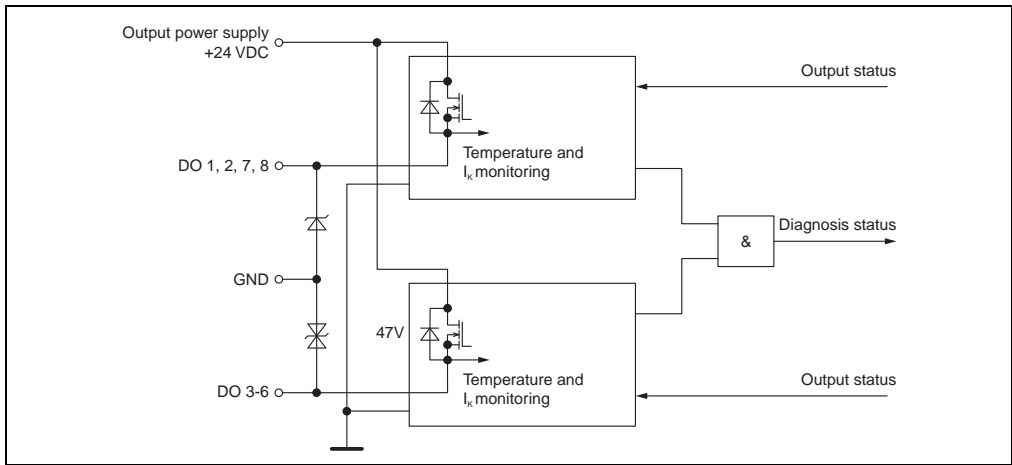 Output power supply
+24 VDC
Output status
Temperature and
IK monitoring
DO 1, 2, 7, 8
Diagnosis status
&
GND
47V
Temperature and
IK monitoring
Output status
DO 3-6